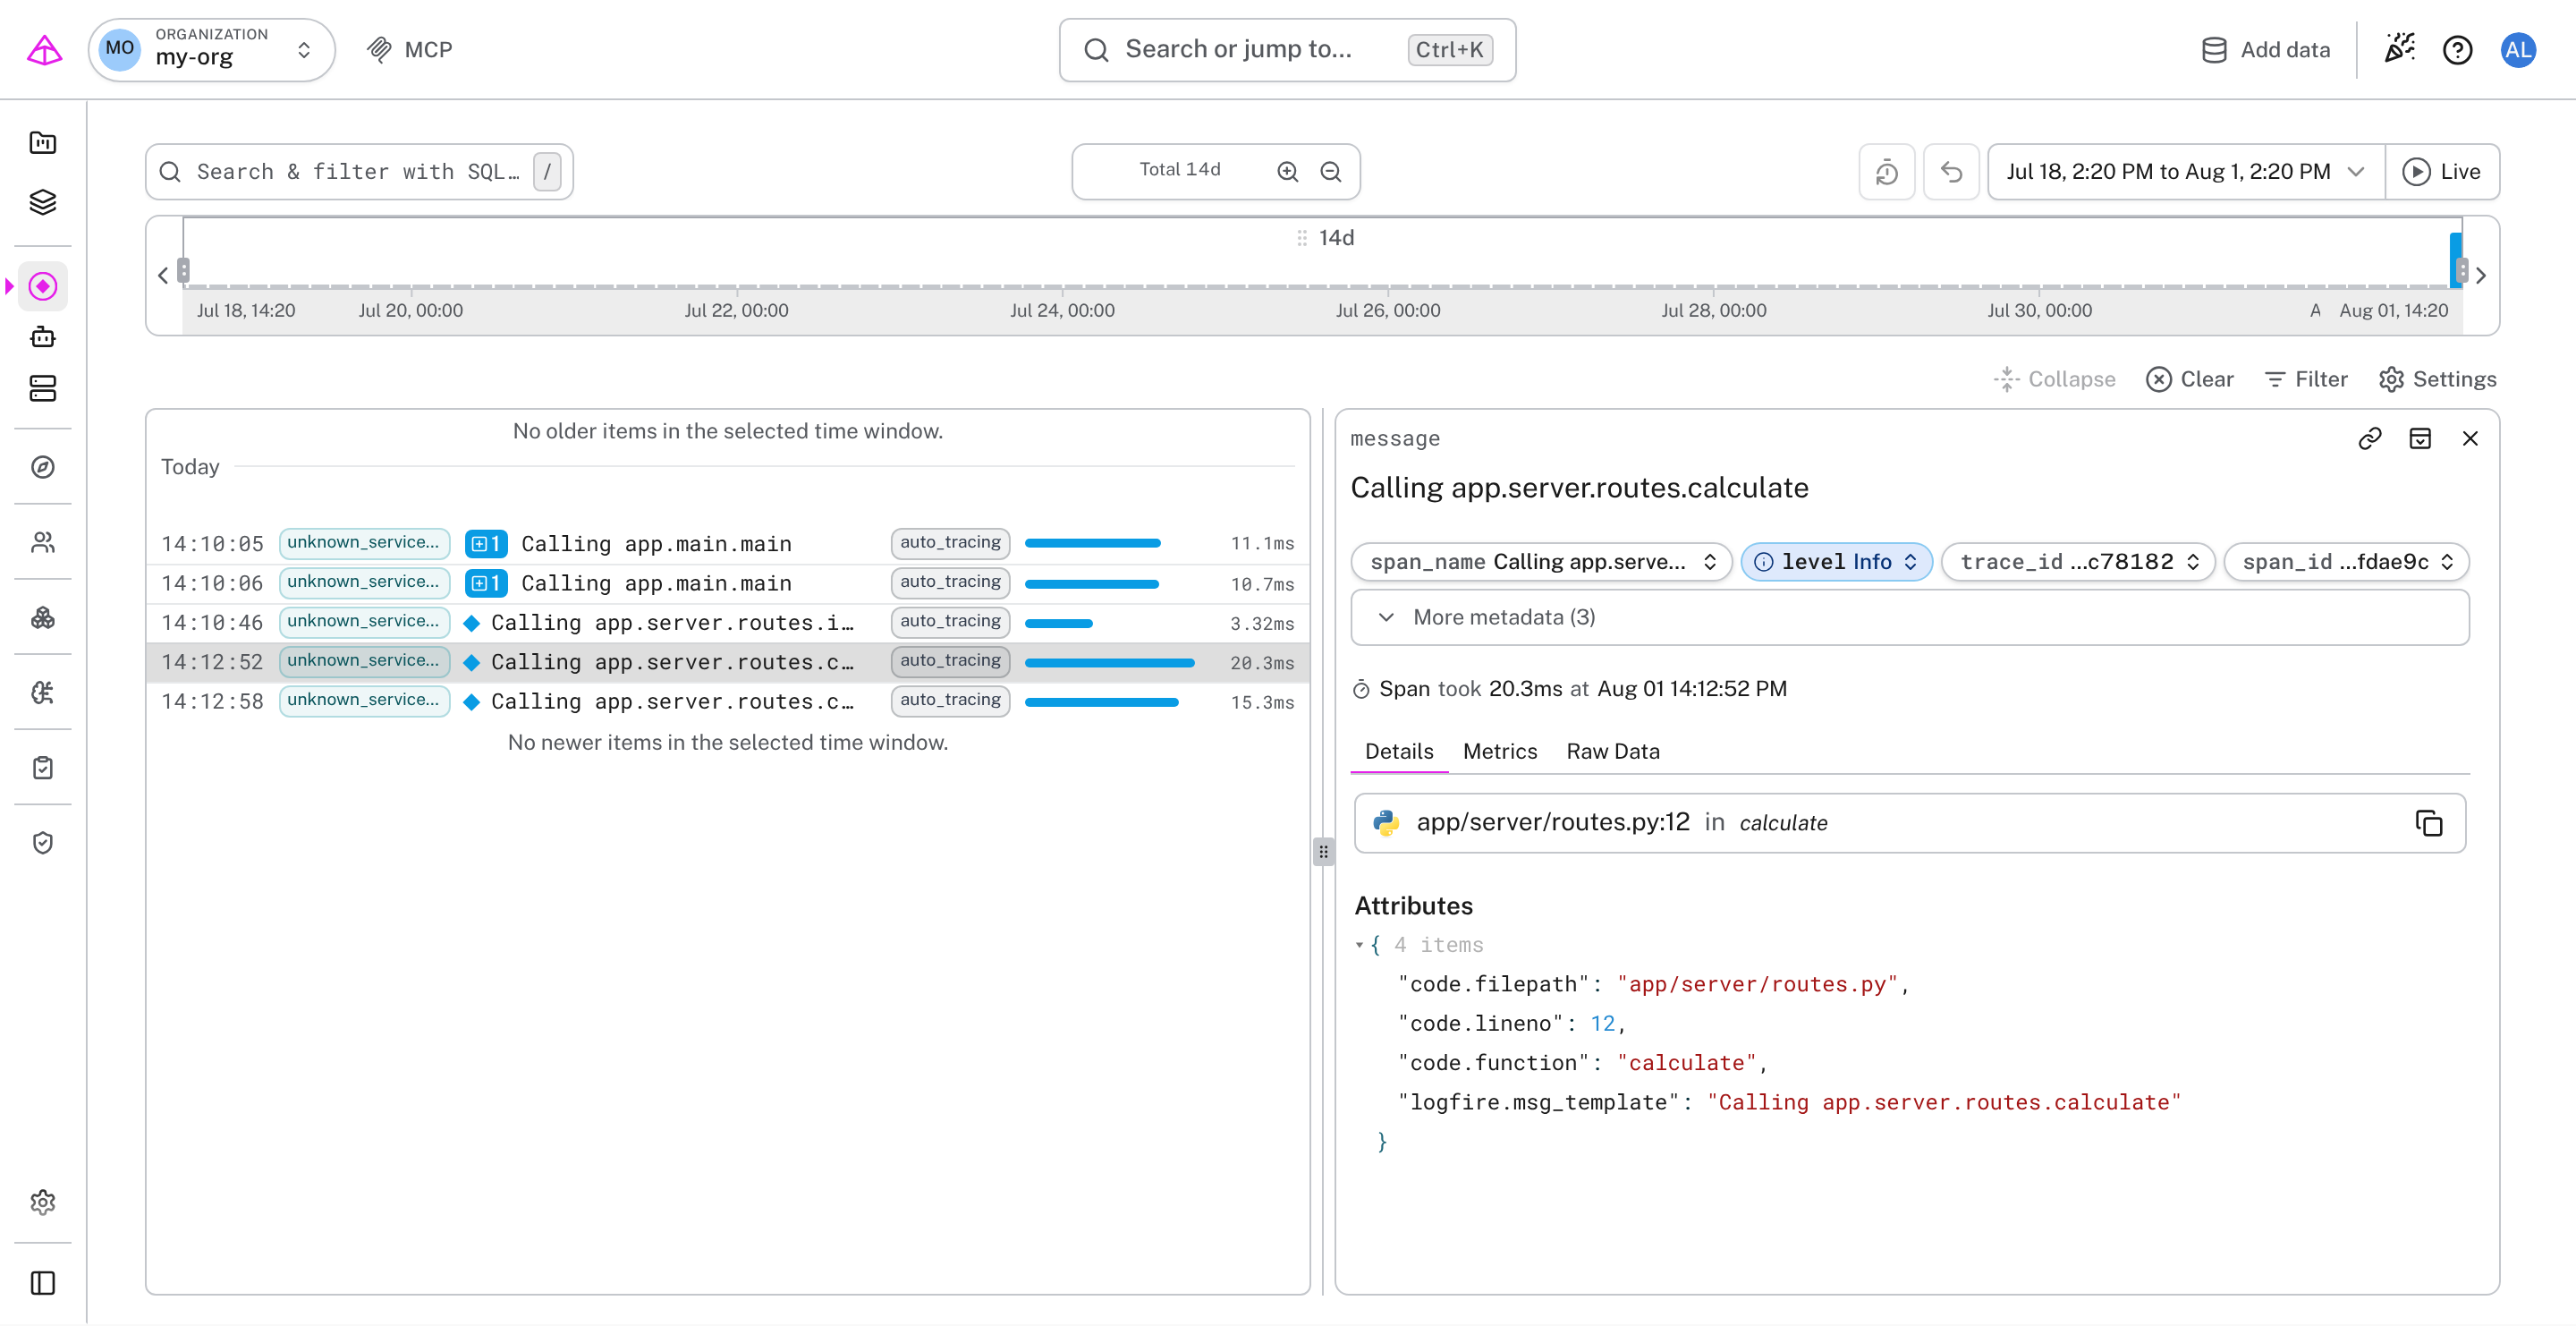 MO ORGANIZATION my-org MCP Search or jump to... Ctrl+K Add data AL
Search & filter with SQL… / Total 14d Jul 18, 2:20 PM to Aug 1, 2:20 PM Live
14d
Jul 18, 14:20 Jul 20, 00:00 Jul 22, 00:00 Jul 24, 00:00 Jul 26, 00:00 Jul 28, 00:00 Jul 30, 00:00 A Aug 01, 14:20
Collapse Clear Filter Settings
No older items in the selected time window.
Today
14:10:05 unknown_service... 1 Calling app.main.main auto_tracing 11.1ms
14:10:06 unknown_service... 1 Calling app.main.main auto_tracing 10.7ms
14:10:46 unknown_service... Calling app.server.routes.i… auto_tracing 3.32ms
14:12:52 unknown_service... Calling app.server.routes.c… auto_tracing 20.3ms
14:12:58 unknown_service... Calling app.server.routes.c… auto_tracing 15.3ms
No newer items in the selected time window.
message
Calling app.server.routes.calculate
span_name Calling app.serve... level Info trace_id ...c78182 span_id ...fdae9c
More metadata (3)
Span took 20.3ms at Aug 01 14:12:52 PM
Details Metrics Raw Data
app/server/routes.py:12 in calculate
Attributes
{ 4 items
"code.filepath": "app/server/routes.py",
"code.lineno": 12,
"code.function": "calculate",
"logfire.msg_template": "Calling app.server.routes.calculate"
}